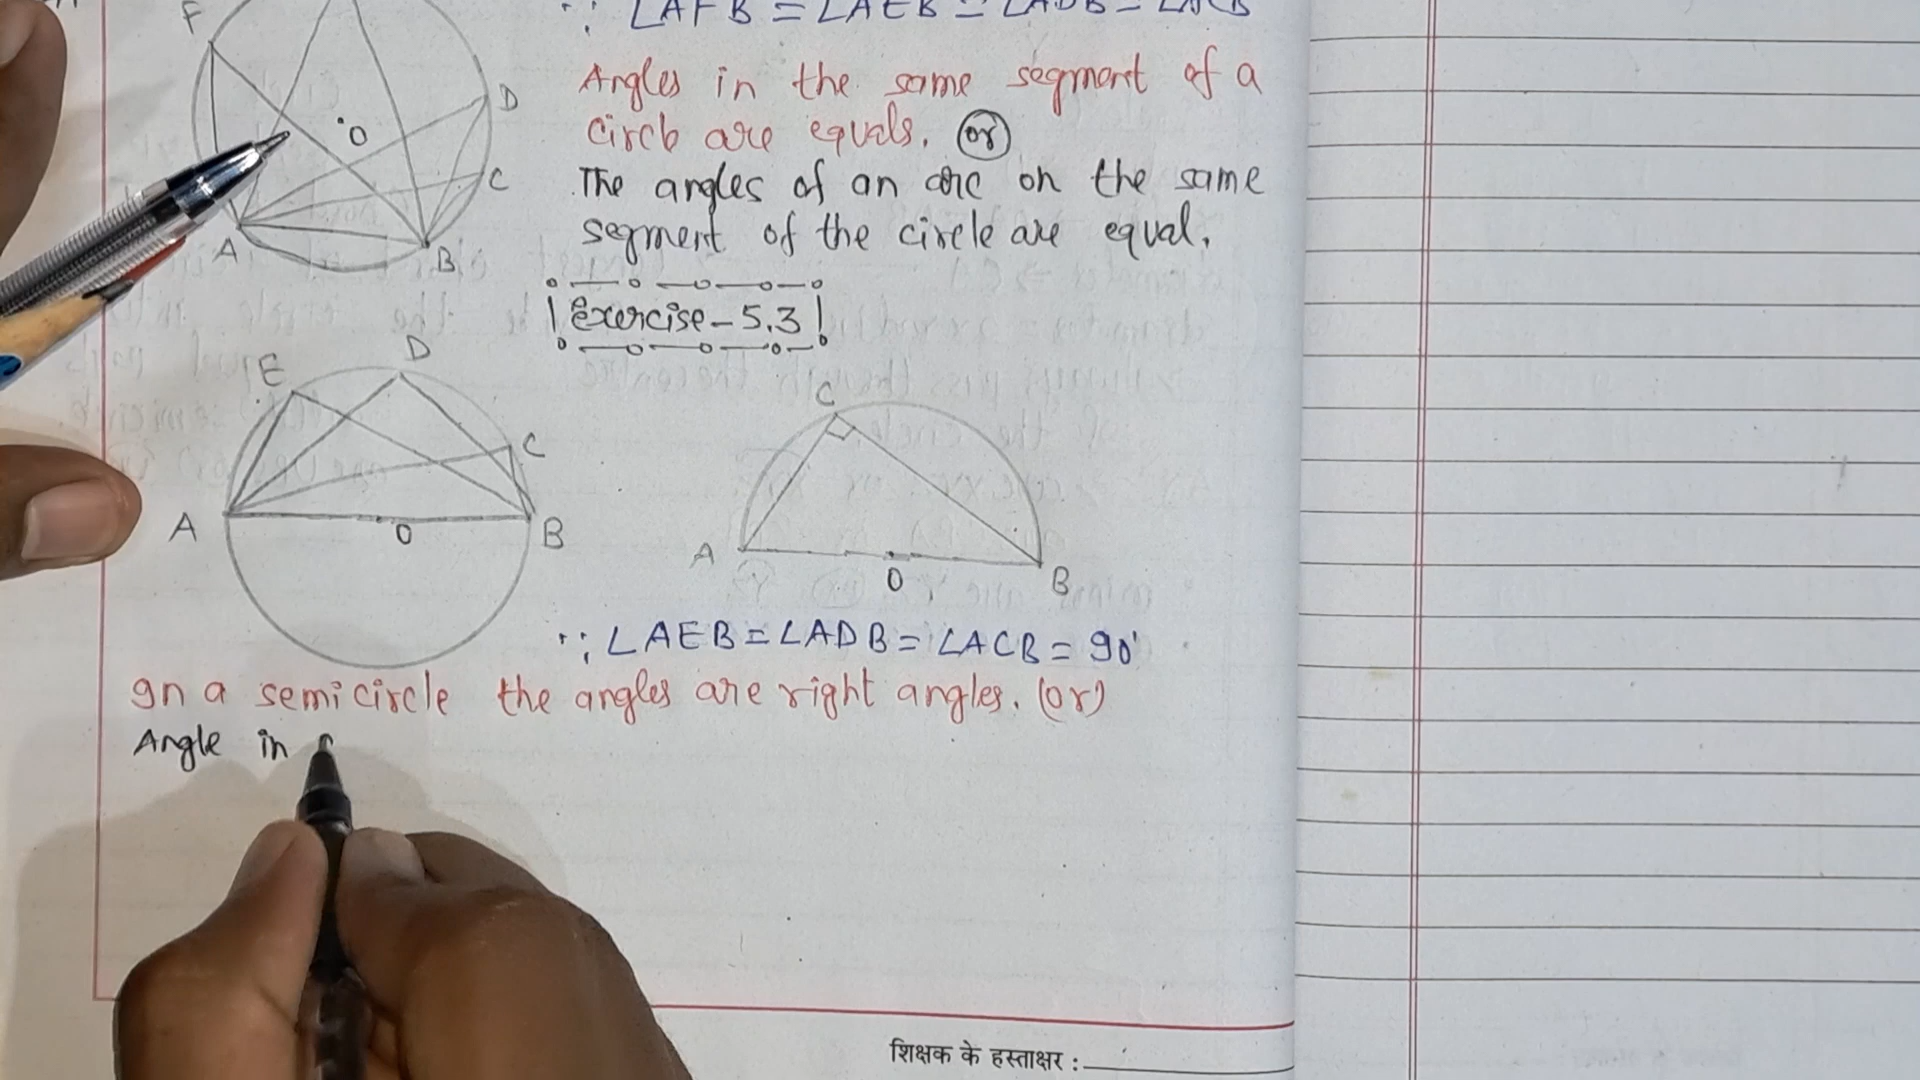 F
∵ ∠AFB = ∠AEB = ∠ADB = ∠ACB
Angles in the same segment of a
D
O
circle are equals. (or)
The angles of an arc on the same
C
segment of the circle are equal.
A
B
exercise – 5.3
D
E
C
C
A
O
B
A
O
B
∵ ∠AEB = ∠ADB = ∠ACB = 90°
In a semicircle the angles are right angles. (or)
Angle in
शिक्षक के हस्ताक्षर :